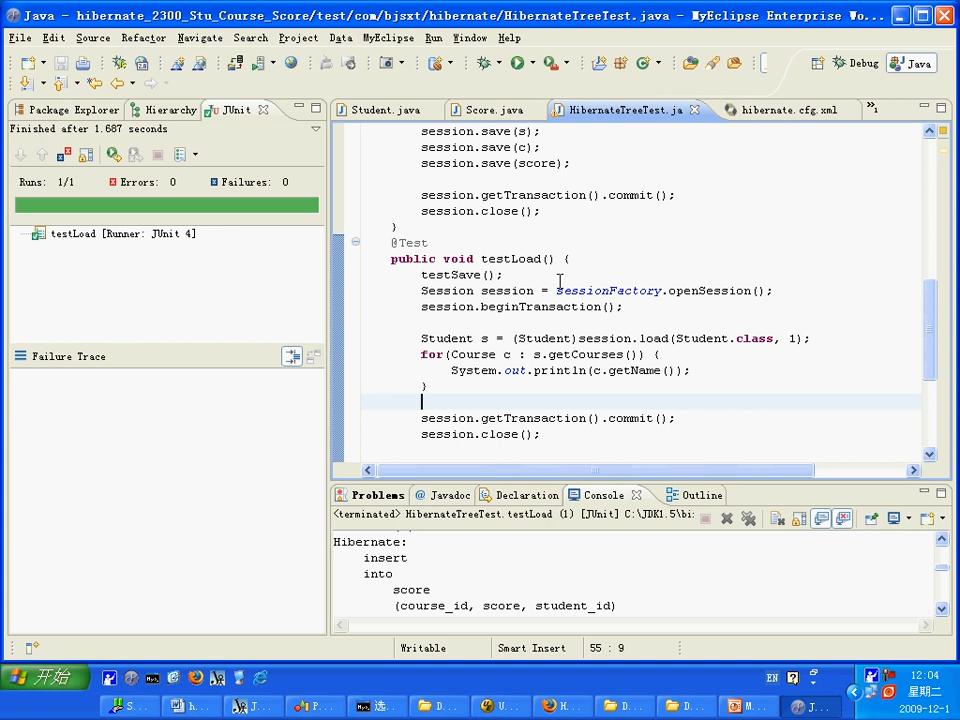 Java - hibernate_2300_Stu_Course_Score/test/com/bjsxt/hibernate/HibernateTreeTest.java - MyEclipse Enterprise Wo...
File Edit Source Refactor Navigate Search Project Data MyEclipse Run Window Help
Debug Java
Package Explorer Hierarchy JUnit
Finished after 1.687 seconds
Runs: 1/1 Errors: 0 Failures: 0
testLoad [Runner: JUnit 4]
Failure Trace
Student.java Score.java HibernateTreeTest.ja hibernate.cfg.xml »1
session.save(s);
session.save(c);
session.save(score);
session.getTransaction().commit();
session.close();
}
@Test
public void testLoad() {
testSave();
Session session = sessionFactory.openSession();
session.beginTransaction();
Student s = (Student)session.load(Student.class, 1);
for(Course c : s.getCourses()) {
System.out.println(c.getName());
}
session.getTransaction().commit();
session.close();
Problems Javadoc Declaration Console Outline
<terminated> HibernateTreeTest.testLoad (1) [JUnit] C:\JDK1.5\bi:
Hibernate:
insert
into
score
(course_id, score, student_id)
Writable Smart Insert 55 : 9
开始 EN 12:04
星期二
2009-12-1
S... h... J... P... 选... D... U... H... D... D... M... J...